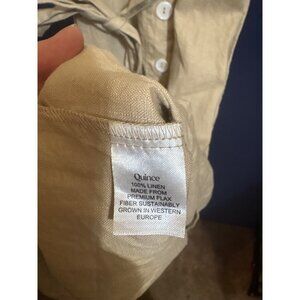 Quince
100% LINEN
MADE FROM
PREMIUM FLAX
FIBER SUSTAINABLY
GROWN IN WESTERN
EUROPE